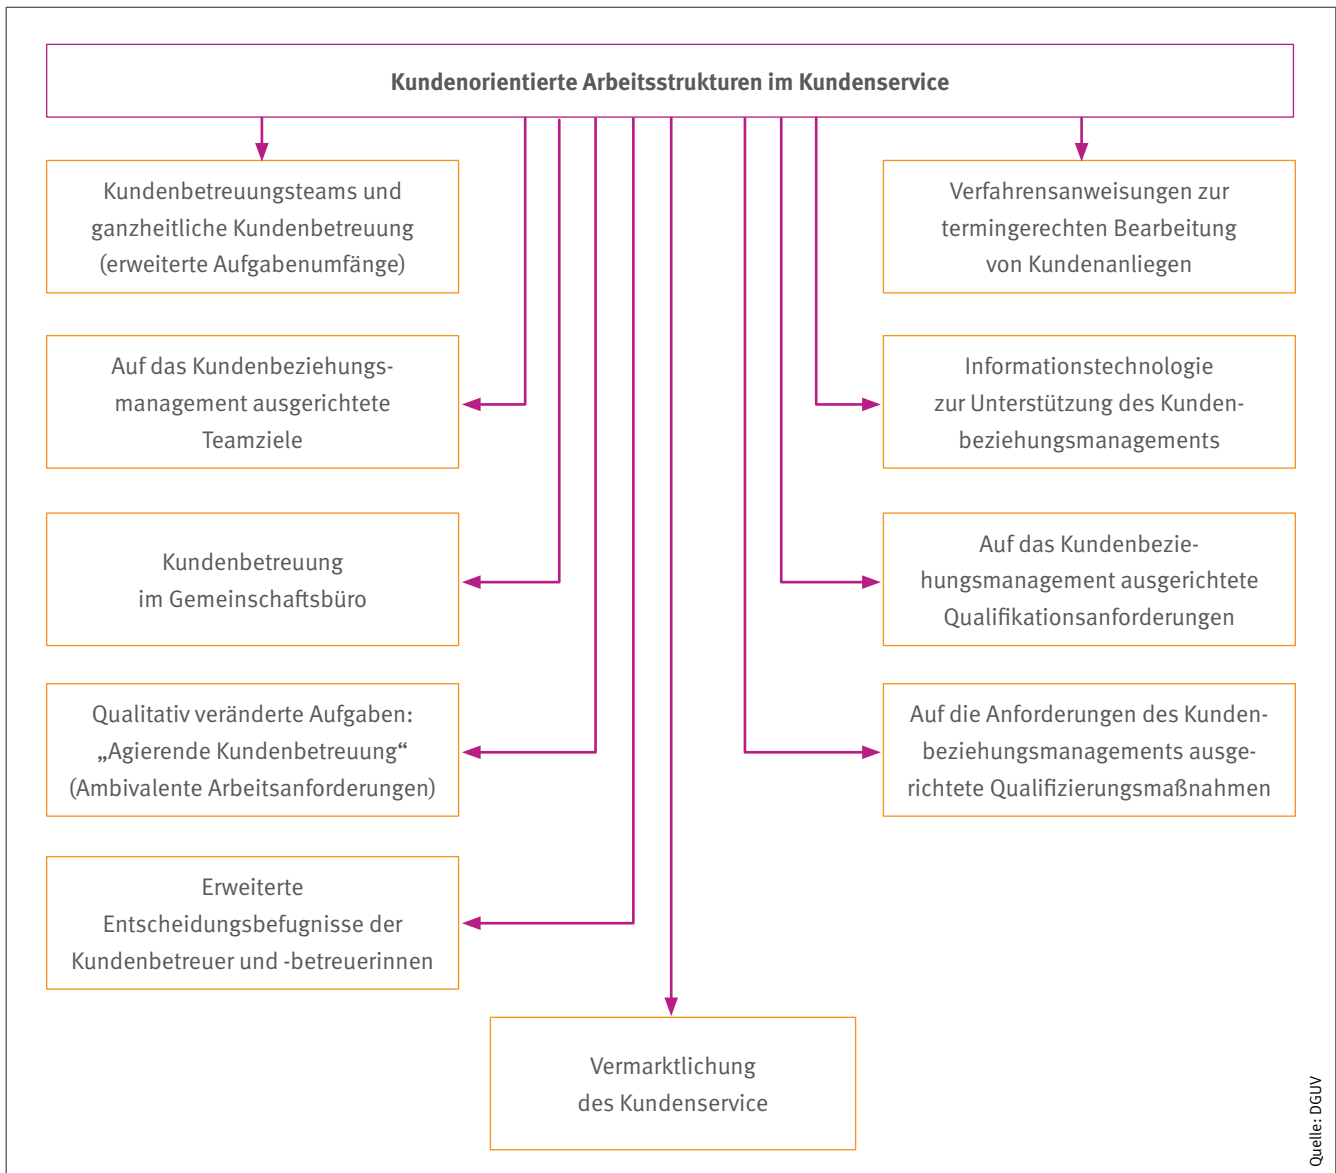 Kundenorientierte Arbeitsstrukturen im Kundenservice
Kundenbetreuungsteams und
ganzheitliche Kundenbetreuung
(erweiterte Aufgabenumfänge)
Auf das Kundenbeziehungs-
management ausgerichtete
Teamziele
Kundenbetreuung
im Gemeinschaftsbüro
Qualitativ veränderte Aufgaben:
„Agierende Kundenbetreuung“
(Ambivalente Arbeitsanforderungen)
Erweiterte
Entscheidungsbefugnisse der
Kundenbetreuer und -betreuerinnen
Verfahrensanweisungen zur
termingerechten Bearbeitung
von Kundenanliegen
Informationstechnologie
zur Unterstützung des Kunden-
beziehungsmanagements
Auf das Kundenbezie-
hungsmanagement ausgerichtete
Qualifikationsanforderungen
Auf die Anforderungen des Kunden-
beziehungsmanagements ausge-
richtete Qualifizierungsmaßnahmen
Vermarktlichung
des Kundenservice
Quelle: DGUV